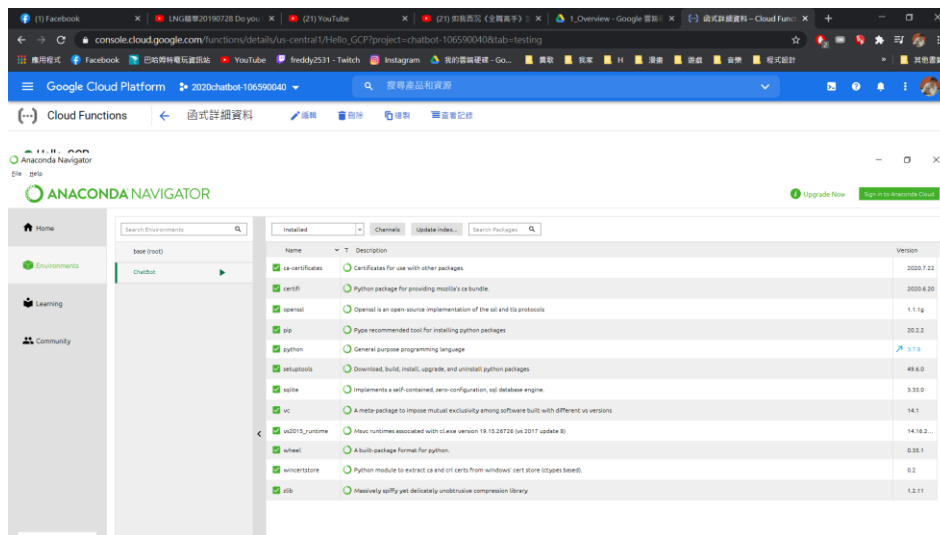 (1) Facebook
LNG精華20190728 Do you
(21) YouTube
(21) 如我西沉《全職高手》
1_Overview - Google 雲端
函式詳細資料 – Cloud Funct
console.cloud.google.com/functions/details/us-central1/Hello_GCP?project=chatbot-106590040&tab=testing
應用程式 Facebook 巴哈姆特電玩資訊站 YouTube freddy2531 - Twitch Instagram 我的雲端硬碟 - Go... 我家 H 漫畫 遊戲 音樂 程式設計 » 其他書
Google Cloud Platform 2020chatbot-106590040 搜尋產品和資源
Cloud Functions 函式詳細資料 編輯 刪除 複製 查看記錄
Anaconda Navigator
File Help
ANACONDA NAVIGATOR Upgrade Now Sign in to Anaconda Cloud
Home Search Environments Installed Channels Update index... Search Packages
base (root) Name T Description Version
ChatBot
Environments
Learning
Community
ca-certificates Certificates for use with other packages. 2020.7.22
certifi Python package for providing mozilla's ca bundle. 2020.6.20
openssl Openssl is an open-source implementation of the ssl and tls protocols 1.1.1g
pip Pypa recommended tool for installing python packages 20.2.2
python General purpose programming language 3.7.9
setuptools Download, build, install, upgrade, and uninstall python packages 49.6.0
sqlite Implements a self-contained, zero-configuration, sql database engine. 3.33.0
vc A meta-package to impose mutual exclusivity among software built with different vs versions 14.1
vs2015_runtime Msvc runtimes associated with cl.exe version 19.15.26726 (vs 2017 update 8) 14.16.2...
wheel A built-package format for python. 0.35.1
wincertstore Python module to extract ca and crl certs from windows' cert store (ctypes based). 0.2
zlib Massively spiffy yet delicately unobtrusive compression library 1.2.11